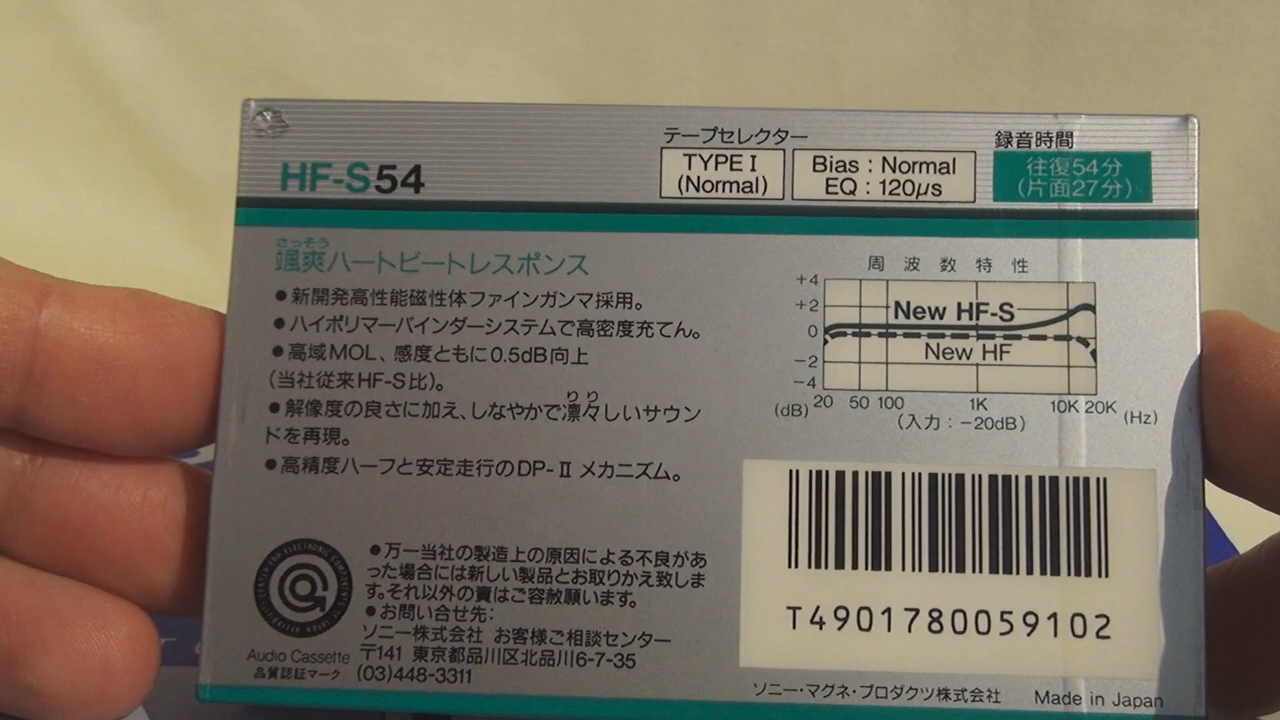 テープセレクター
録音時間
HF-S54
TYPE I
(Normal)
Bias : Normal
EQ : 120μs
往復54分
(片面27分)
さっそう
颯爽ハートビートレスポンス
●新開発高性能磁性体ファインガンマ採用。
●ハイポリマーバインダーシステムで高密度充てん。
●高域MOL、感度ともに0.5dB向上
(当社従来HF-S比)。
りり
●解像度の良さに加え、しなやかで凛々しいサウン
ドを再現。
●高精度ハーフと安定走行のDP-II メカニズム。
周波数特性
+4
+2
0
-2
-4
New HF-S
New HF
(dB) 20 50 100 1K 10K 20K (Hz)
(入力:-20dB)
●万一当社の製造上の原因による不良があ
った場合には新しい製品とお取りかえ致しま
す。それ以外の責はご容赦願います。
●お問い合せ先:
ソニー株式会社 お客様ご相談センター
〒141 東京都品川区北品川6-7-35
(03)448-3311
Audio Cassette
品質認証マーク
T4901780059102
ソニー・マグネ・プロダクツ株式会社
Made in Japan